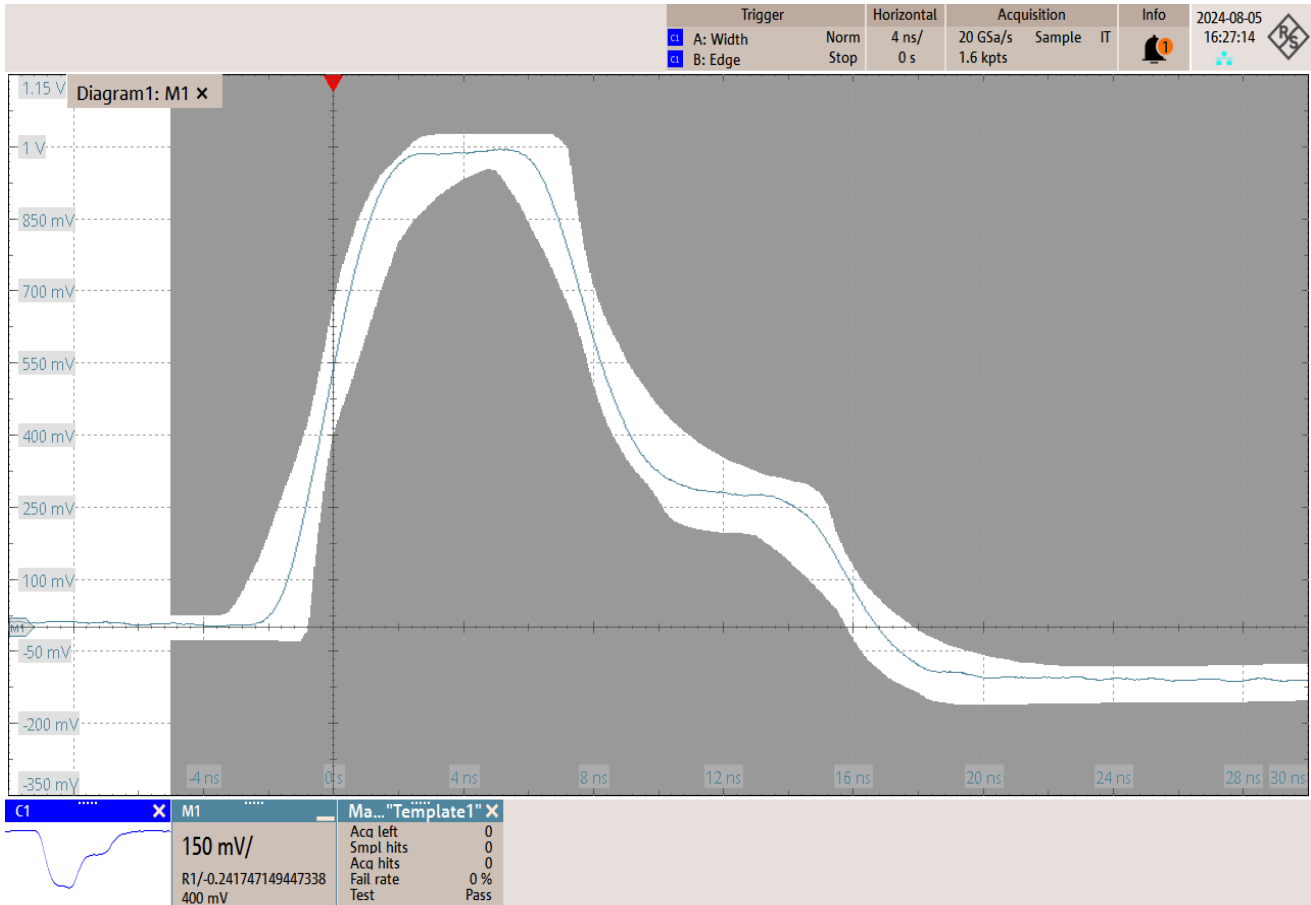 Trigger
C1 A: Width Norm
C1 B: Edge Stop
Horizontal
4 ns/
0 s
Acquisition
20 GSa/s Sample IT
1.6 kpts
Info
1
2024-08-05
16:27:14
R&S
Diagram1: M1 ×
1.15 V
1 V
850 mV
700 mV
550 mV
400 mV
250 mV
100 mV
M1
-50 mV
-200 mV
-350 mV
-4 ns 0 s 4 ns 8 ns 12 ns 16 ns 20 ns 24 ns 28 ns 30 ns
C1
M1
150 mV/
R1/-0.241747149447338
400 mV
Ma..."Template1"
Acq left 0
Smpl hits 0
Acq hits 0
Fail rate 0 %
Test Pass